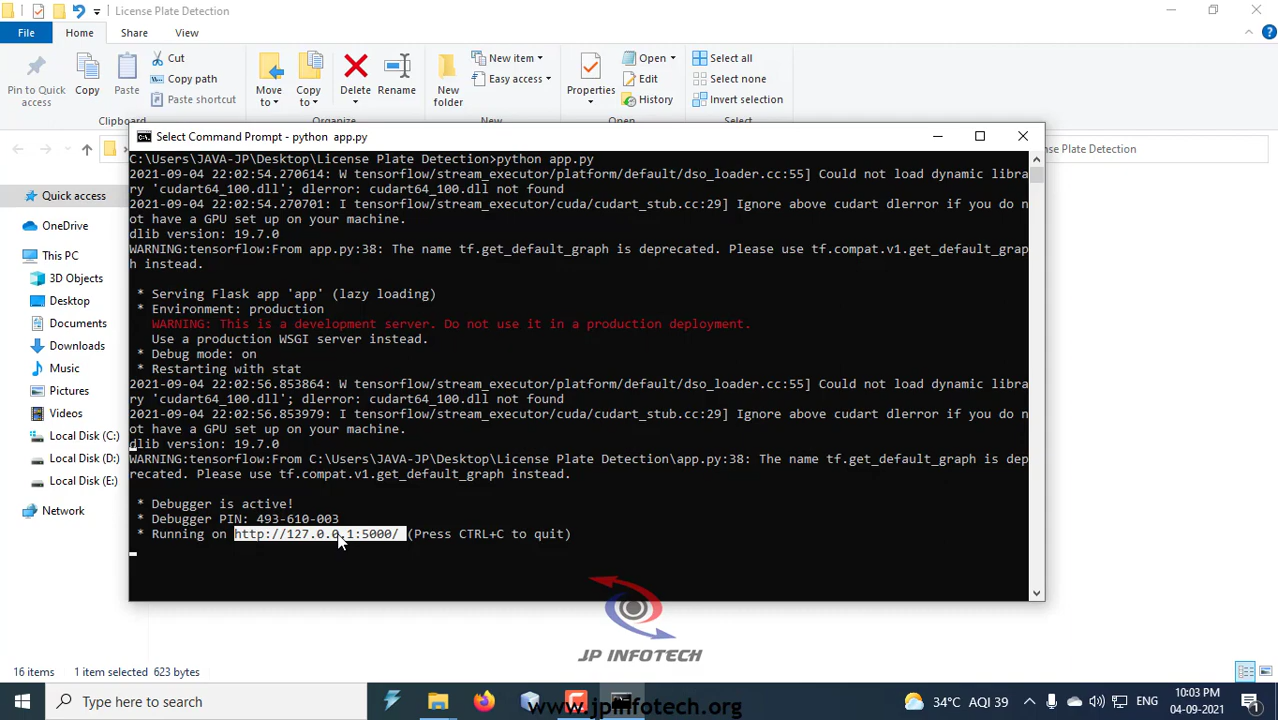 License Plate Detection
File Home Share View
Pin to Quick access
Copy
Paste
Cut
Copy path
Paste shortcut
Move to
Copy to
Delete
Rename
New folder
New item
Easy access
Properties
Open
Edit
History
Select all
Select none
Invert selection
Clipboard
Organize
New
Open
Select
Select Command Prompt - python  app.py
License Plate Detection
Quick access
OneDrive
This PC
3D Objects
Desktop
Documents
Downloads
Music
Pictures
Videos
Local Disk (C:)
Local Disk (D:)
Local Disk (E:)
Network
C:\Users\JAVA-JP\Desktop\License Plate Detection>python app.py
2021-09-04 22:02:54.270614: W tensorflow/stream_executor/platform/default/dso_loader.cc:55] Could not load dynamic libra
ry 'cudart64_100.dll'; dlerror: cudart64_100.dll not found
2021-09-04 22:02:54.270701: I tensorflow/stream_executor/cuda/cudart_stub.cc:29] Ignore above cudart dlerror if you do n
ot have a GPU set up on your machine.
dlib version: 19.7.0
WARNING:tensorflow:From app.py:38: The name tf.get_default_graph is deprecated. Please use tf.compat.v1.get_default_grap
h instead.
* Serving Flask app 'app' (lazy loading)
* Environment: production
WARNING: This is a development server. Do not use it in a production deployment.
Use a production WSGI server instead.
* Debug mode: on
* Restarting with stat
2021-09-04 22:02:56.853864: W tensorflow/stream_executor/platform/default/dso_loader.cc:55] Could not load dynamic libra
ry 'cudart64_100.dll'; dlerror: cudart64_100.dll not found
2021-09-04 22:02:56.853979: I tensorflow/stream_executor/cuda/cudart_stub.cc:29] Ignore above cudart dlerror if you do n
ot have a GPU set up on your machine.
dlib version: 19.7.0
WARNING:tensorflow:From C:\Users\JAVA-JP\Desktop\License Plate Detection\app.py:38: The name tf.get_default_graph is dep
recated. Please use tf.compat.v1.get_default_graph instead.
* Debugger is active!
* Debugger PIN: 493-610-003
* Running on http://127.0.0.1:5000/ (Press CTRL+C to quit)
JP INFOTECH
16 items 1 item selected 623 bytes
Type here to search
www.jpinfotech.org
34°C AQI 39
ENG
10:03 PM
04-09-2021
1